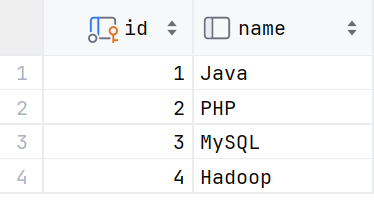 id name
1 1 Java
2 2 PHP
3 3 MySQL
4 4 Hadoop